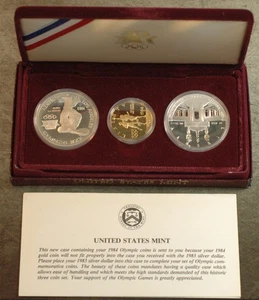 UNITED STATES MINT
This new case containing your 1984 Olympic coins is sent to you because your 1984
gold coin will not fit properly into the case you received with the 1983 silver dollar.
Please place your 1983 silver dollar into this case to complete your set of Olympic com-
memorative coins. The beauty of these coins mandates having a quality case which
allows ease of handling and which meets the high standards demanded of this historic
three coin set. Your support of the Olympic Games is greatly appreciated.